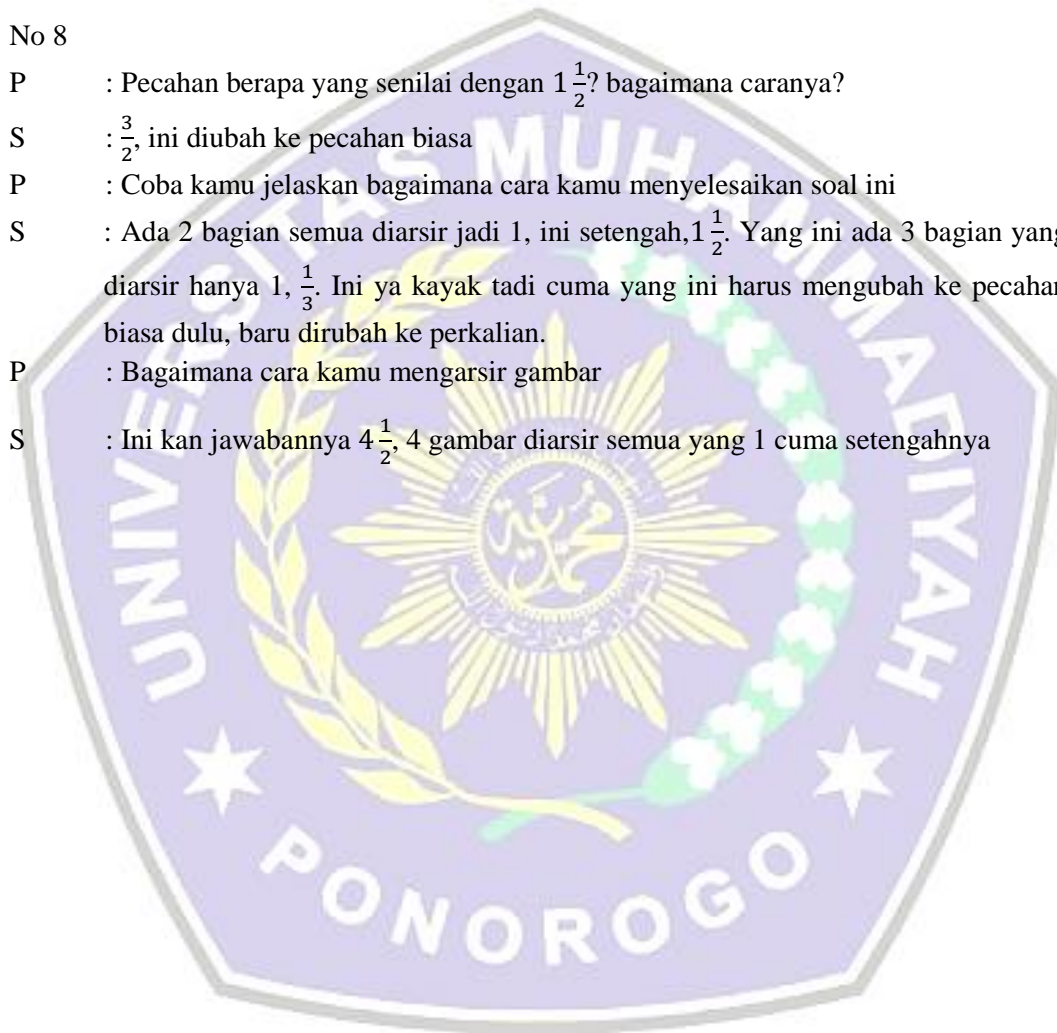 No 8
P : Pecahan berapa yang senilai dengan 1 1/2? bagaimana caranya?
S : 3/2, ini diubah ke pecahan biasa
P : Coba kamu jelaskan bagaimana cara kamu menyelesaikan soal ini
S : Ada 2 bagian semua diarsir jadi 1, ini setengah,1 1/2. Yang ini ada 3 bagian yang
diarsir hanya 1, 1/3. Ini ya kayak tadi cuma yang ini harus mengubah ke pecahan
biasa dulu, baru dirubah ke perkalian.
P : Bagaimana cara kamu mengarsir gambar
S : Ini kan jawabannya 4 1/2, 4 gambar diarsir semua yang 1 cuma setengahnya
UNIVERSITAS MUHAMMADIYAH
PONOROGO